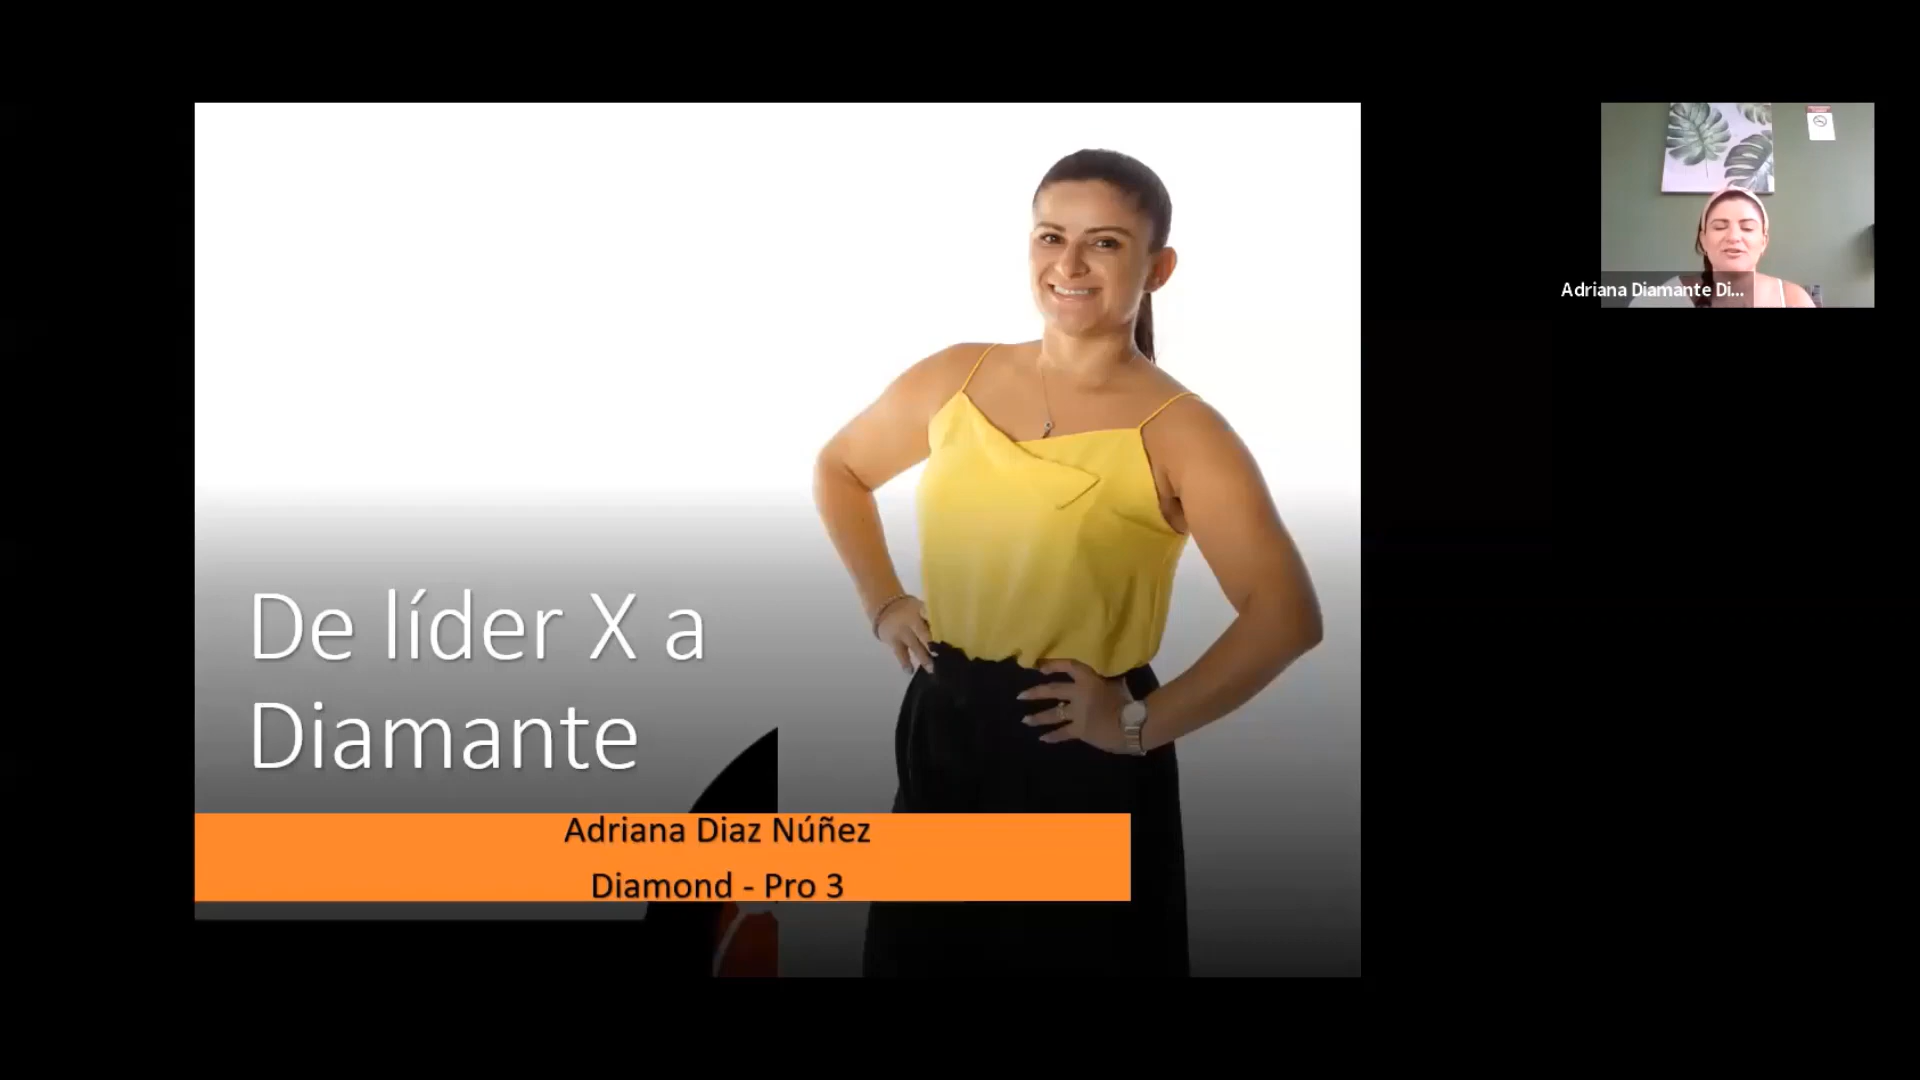 De líder X a
Diamante
Adriana Diaz Núñez
Diamond - Pro 3
Adriana Diamante Di...